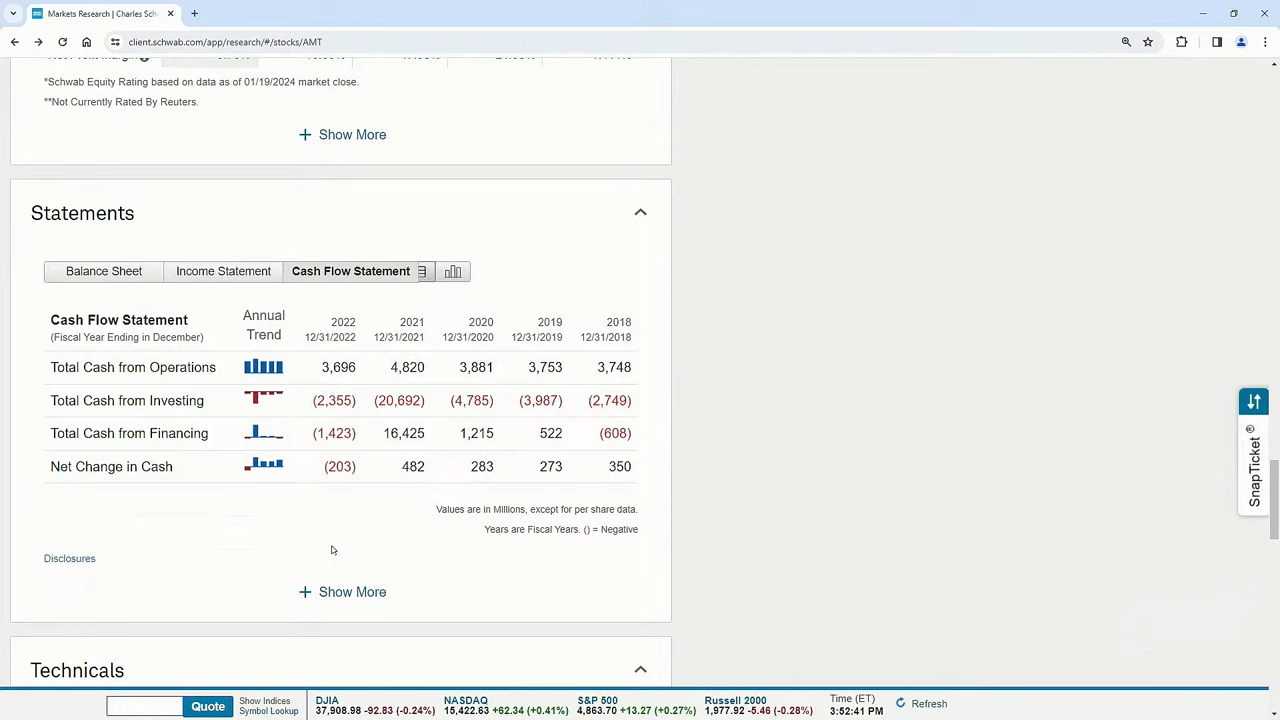 Markets Research | Charles Sch
client.schwab.com/app/research/#/stocks/AMT
*Schwab Equity Rating based on data as of 01/19/2024 market close.
**Not Currently Rated By Reuters.
+ Show More
Statements
Balance Sheet Income Statement Cash Flow Statement
Cash Flow Statement Annual Trend 2022 2021 2020 2019 2018
(Fiscal Year Ending in December) 12/31/2022 12/31/2021 12/31/2020 12/31/2019 12/31/2018
Total Cash from Operations 3,696 4,820 3,881 3,753 3,748
Total Cash from Investing (2,355) (20,692) (4,785) (3,987) (2,749)
Total Cash from Financing (1,423) 16,425 1,215 522 (608)
Net Change in Cash (203) 482 283 273 350
Values are in Millions, except for per share data.
Years are Fiscal Years. () = Negative
Disclosures
+ Show More
Technicals
SnapTicket®
Quote
Show Indices
Symbol Lookup
DJIA NASDAQ S&P 500 Russell 2000 Time (ET)
37,908.98 -92.83 (-0.24%) 15,422.63 +62.34 (+0.41%) 4,863.70 +13.27 (+0.27%) 1,977.92 -5.46 (-0.28%) 3:52:41 PM
Refresh